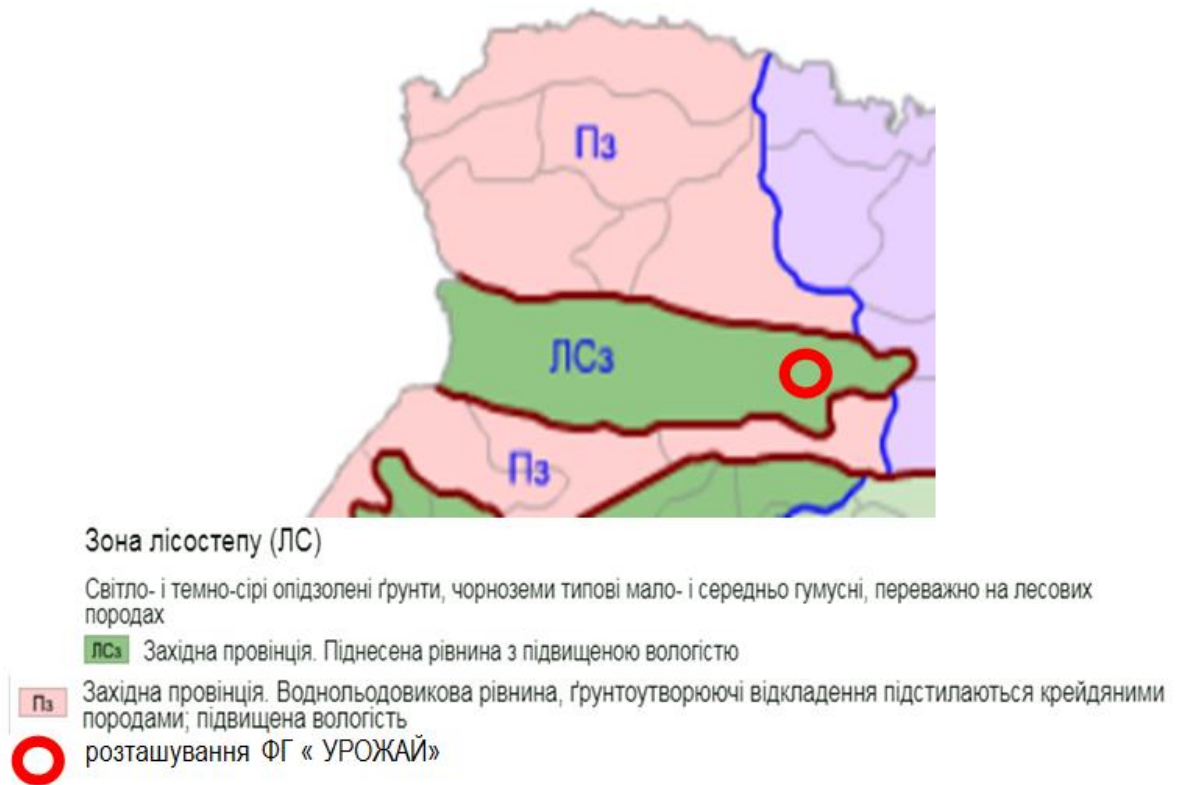 Пз
ЛСз
Пз
Зона лісостепу (ЛС)
Світло- і темно-сірі опідзолені ґрунти, чорноземи типові мало- і середньо гумусні, переважно на лесових
породах
ЛСз Західна провінція. Піднесена рівнина з підвищеною вологістю
Пз Західна провінція. Воднольодовикова рівнина, ґрунтоутворюючі відкладення підстилаються крейдяними
породами; підвищена вологість
розташування ФГ « УРОЖАЙ»